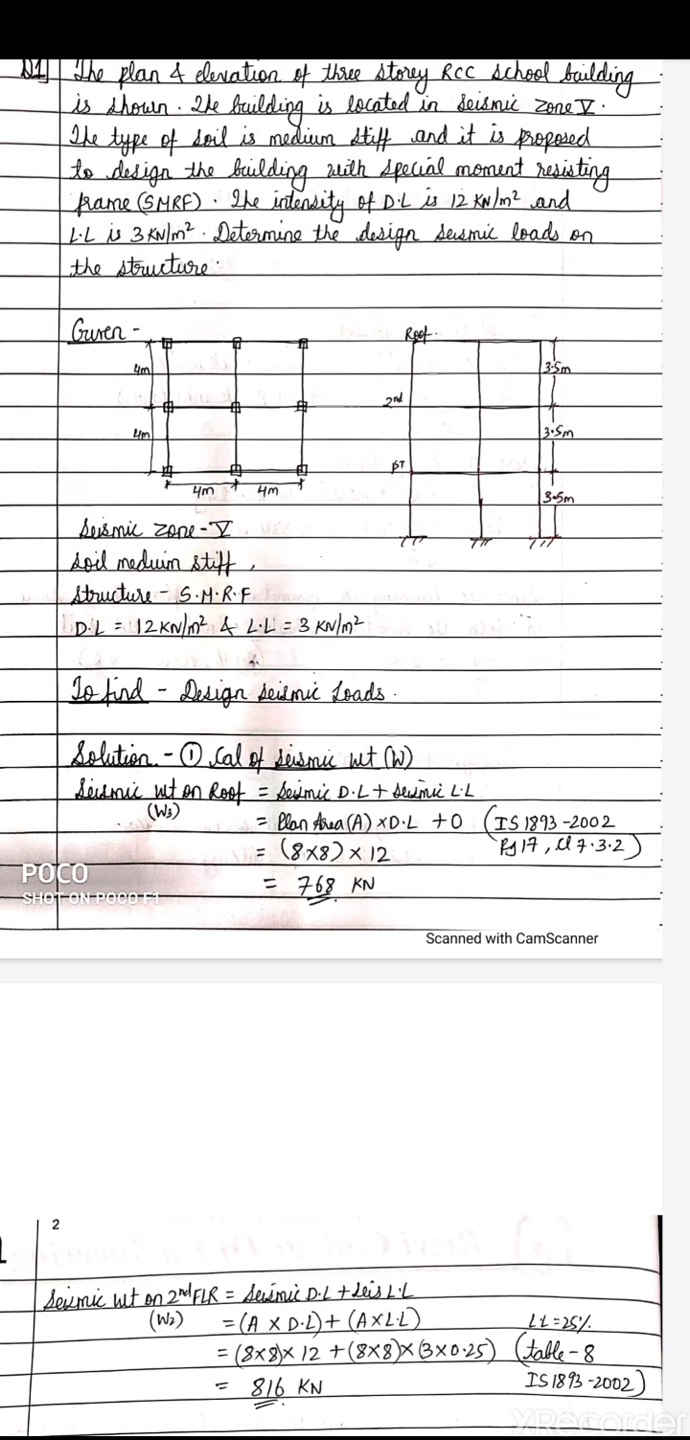 Q1] The plan & elevation of three storey RCC school building
is shown. The building is located in seismic zone V.
The type of soil is medium stiff and it is proposed
to design the building with special moment resisting
frame (SMRF). The intensity of D.L is 12 KN/m² and
L.L is 3 KN/m². Determine the design seismic loads on
the structure.
Given -
Roof.
4m
3.5m
2nd
4m
3.5m
1st
4m 4m
3.5m
Seismic zone - V
Soil meduim stiff,
Structure - S.M.R.F
D.L = 12 KN/m² & L.L = 3 KN/m²
To find - Design seismic Loads.
Solution - ① Cal of seismic wt (W)
Seismic wt on Roof = Seismic D.L + seismic L.L
(W3) = Plan Area (A) x D.L + 0 (IS 1893-2002
= (8x8) x 12 Pg 17, Cl 7.3.2)
= 768 KN
POCO
SHOT ON POCO F1
Scanned with CamScanner
2
Seismic wt on 2nd FLR = Seismic D.L + Seis L.L
(W2) = (A x D.L) + (A x L.L) LL = 25%
= (8x8) x 12 + (8x8) x (3 x 0.25) (table-8
= 816 KN IS 1893-2002)
XRecorder